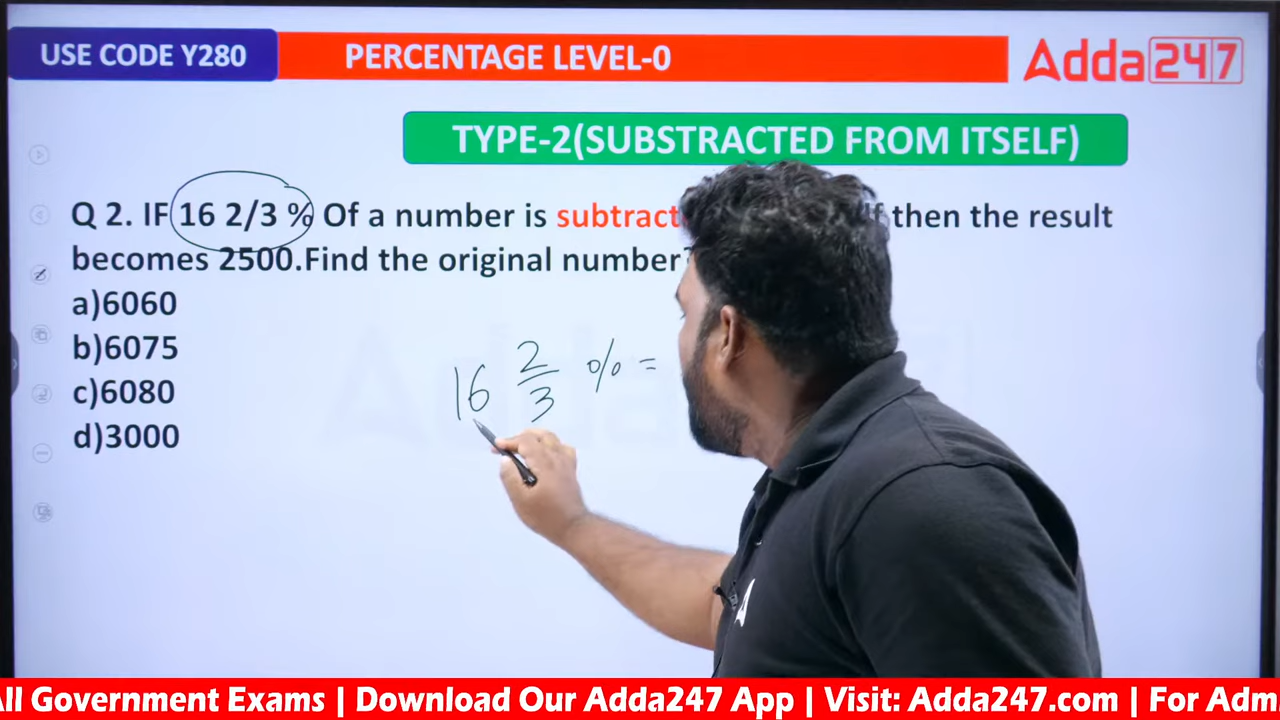 USE CODE Y280
PERCENTAGE LEVEL-0
Adda247
TYPE-2(SUBSTRACTED FROM ITSELF)
Q 2. IF 16 2/3 % Of a number is subtract then the result
becomes 2500.Find the original number?
a)6060
b)6075
c)6080
d)3000
16 2/3 % =
All Government Exams | Download Our Adda247 App | Visit: Adda247.com | For Adm